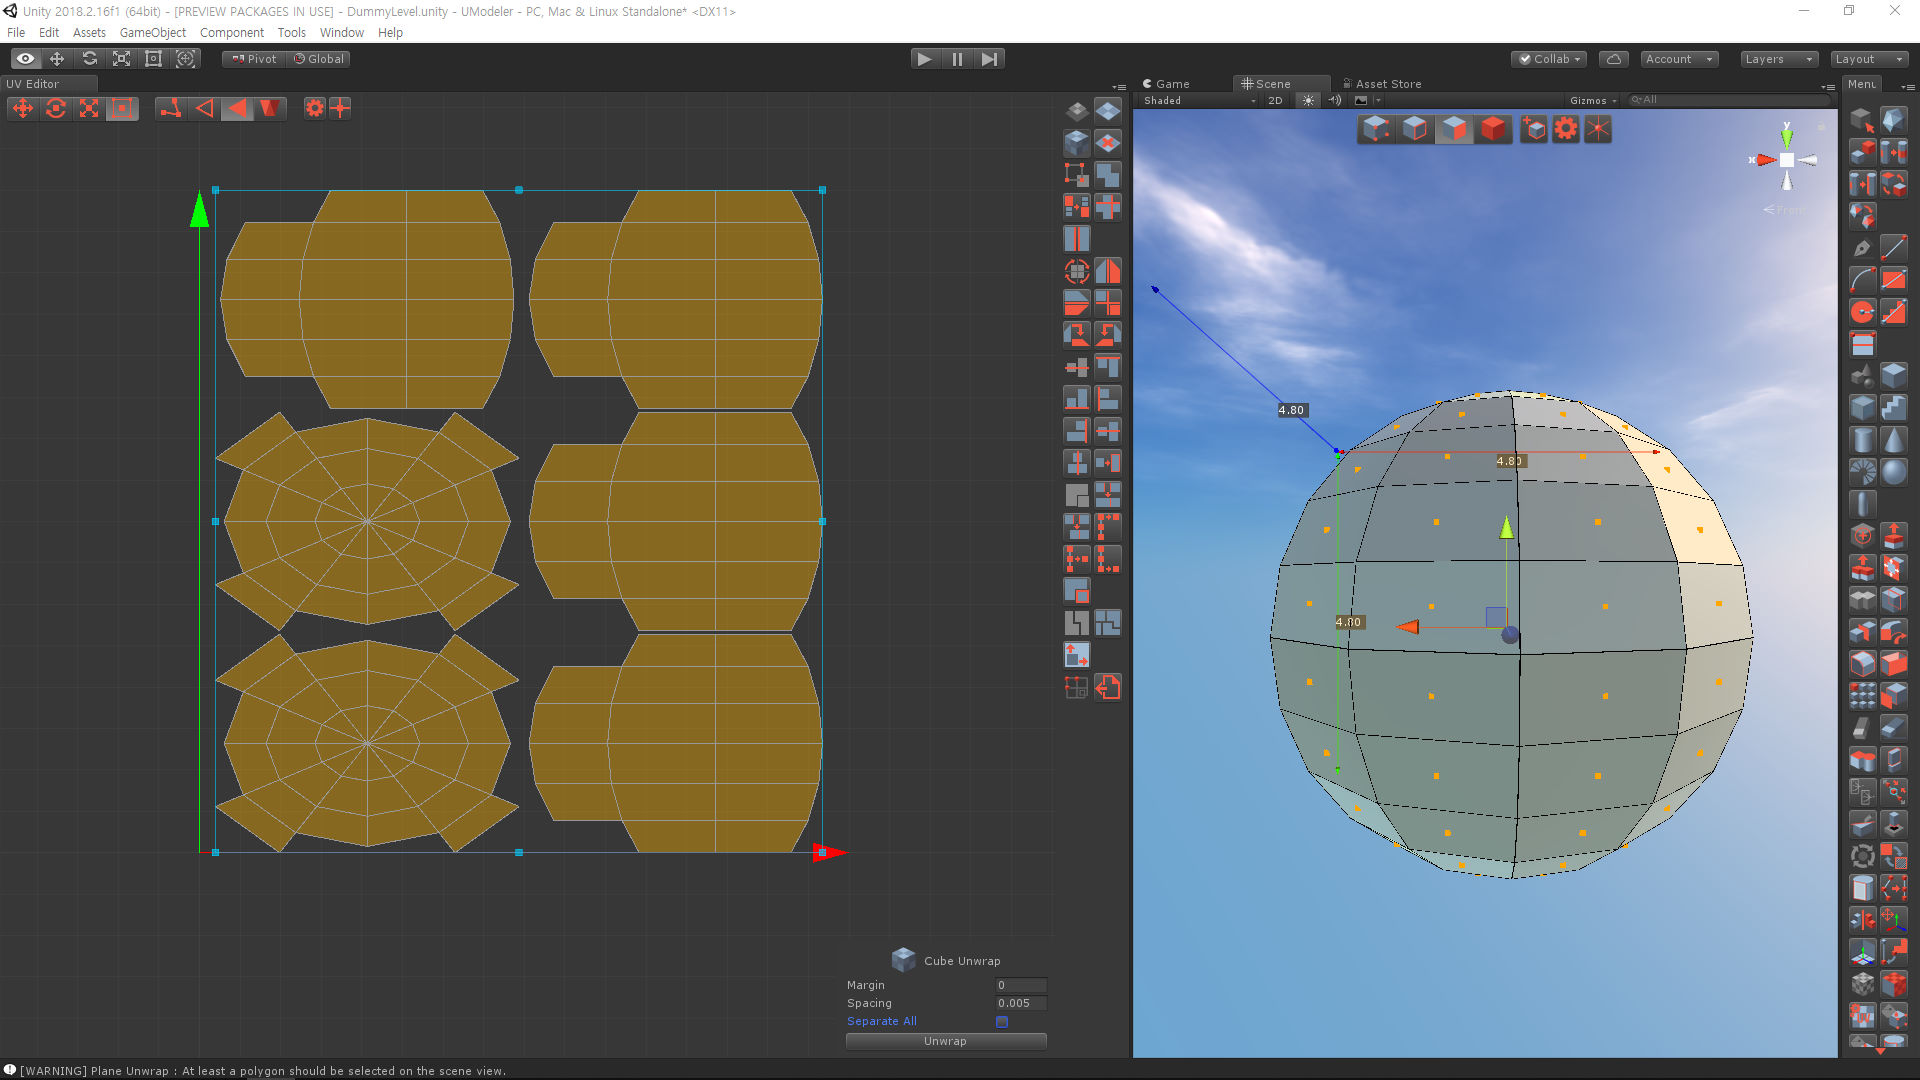 Unity 2018.2.16f1 (64bit) - [PREVIEW PACKAGES IN USE] - DummyLevel.unity - UModeler - PC, Mac & Linux Standalone* <DX11>
File Edit Assets GameObject Component Tools Window Help
Pivot Global Collab Account Layers Layout
UV Editor Game Scene Asset Store Menu
Shaded 2D Gizmos All
y
x
Front
4.80
4.80
4.80
Cube Unwrap
Margin 0
Spacing 0.005
Separate All
Unwrap
[WARNING] Plane Unwrap : At least a polygon should be selected on the scene view.